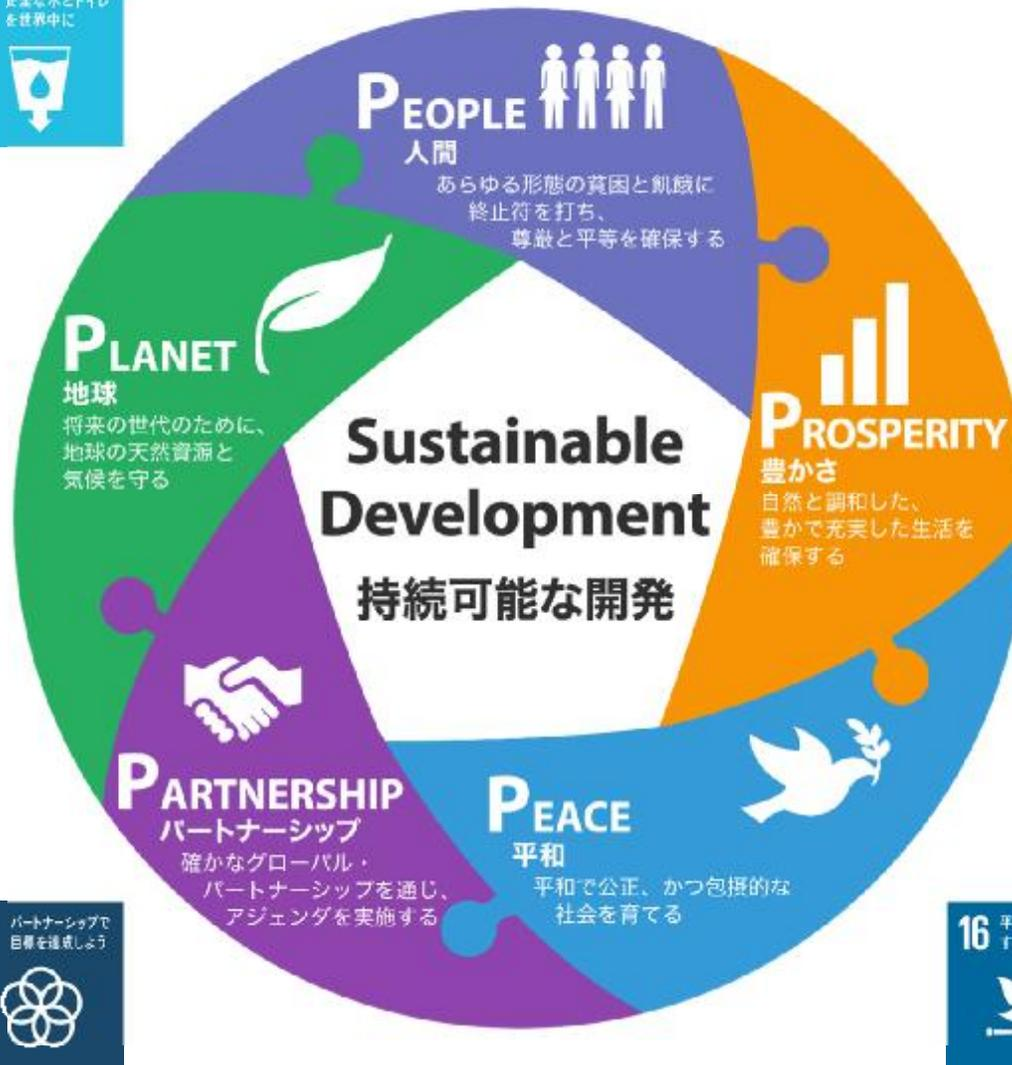 を世界中に
PEOPLE
人間
あらゆる形態の貧困と飢餓に
終止符を打ち、
尊厳と平等を確保する
PLANET
地球
将来の世代のために、
地球の天然資源と
気候を守る
Sustainable
Development
持続可能な開発
PROSPERITY
豊かさ
自然と調和した、
豊かで充実した生活を
確保する
PARTNERSHIP
パートナーシップ
確かなグローバル・
パートナーシップを通じ、
アジェンダを実施する
PEACE
平和
平和で公正、かつ包摂的な
社会を育てる
パートナーシップで
目標を達成しよう
16